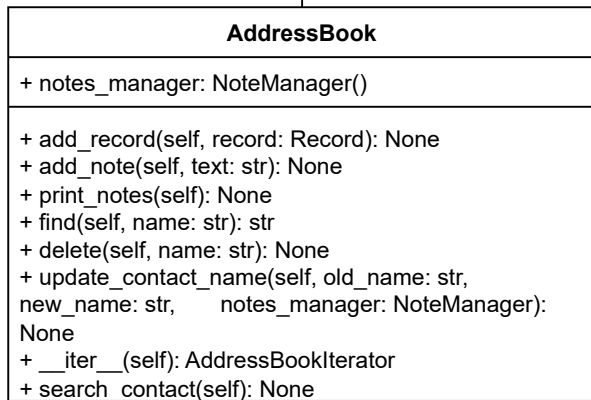 AddressBook
+ notes_manager: NoteManager()
+ add_record(self, record: Record): None
+ add_note(self, text: str): None
+ print_notes(self): None
+ find(self, name: str): str
+ delete(self, name: str): None
+ update_contact_name(self, old_name: str,
new_name: str,      notes_manager: NoteManager):
None
+ __iter__(self): AddressBookIterator
+ search_contact(self): None